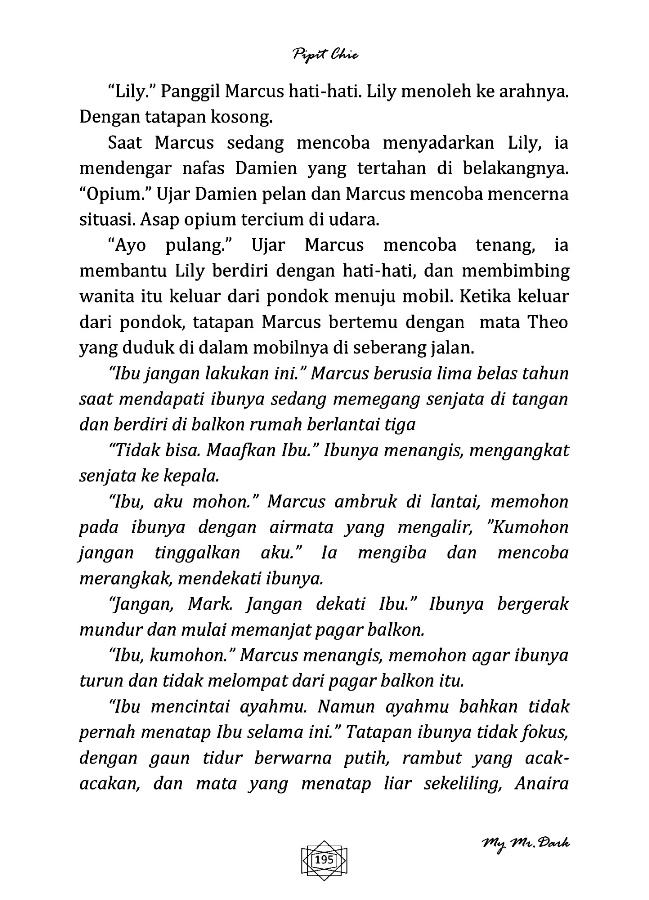 Pipit Chie
“Lily.” Panggil Marcus hati-hati. Lily menoleh ke arahnya.
Dengan tatapan kosong.
Saat Marcus sedang mencoba menyadarkan Lily, ia
mendengar nafas Damien yang tertahan di belakangnya.
“Opium.” Ujar Damien pelan dan Marcus mencoba mencerna
situasi. Asap opium tercium di udara.
“Ayo pulang.” Ujar Marcus mencoba tenang, ia
membantu Lily berdiri dengan hati-hati, dan membimbing
wanita itu keluar dari pondok menuju mobil. Ketika keluar
dari pondok, tatapan Marcus bertemu dengan mata Theo
yang duduk di dalam mobilnya di seberang jalan.
“Ibu jangan lakukan ini.” Marcus berusia lima belas tahun
saat mendapati ibunya sedang memegang senjata di tangan
dan berdiri di balkon rumah berlantai tiga
“Tidak bisa. Maafkan Ibu.” Ibunya menangis, mengangkat
senjata ke kepala.
“Ibu, aku mohon.” Marcus ambruk di lantai, memohon
pada ibunya dengan airmata yang mengalir, ”Kumohon
jangan tinggalkan aku.” Ia mengiba dan mencoba
merangkak, mendekati ibunya.
“Jangan, Mark. Jangan dekati Ibu.” Ibunya bergerak
mundur dan mulai memanjat pagar balkon.
“Ibu, kumohon.” Marcus menangis, memohon agar ibunya
turun dan tidak melompat dari pagar balkon itu.
“Ibu mencintai ayahmu. Namun ayahmu bahkan tidak
pernah menatap Ibu selama ini.” Tatapan ibunya tidak fokus,
dengan gaun tidur berwarna putih, rambut yang acak-
acakan, dan mata yang menatap liar sekeliling, Anaira
My Mr. Dark
195